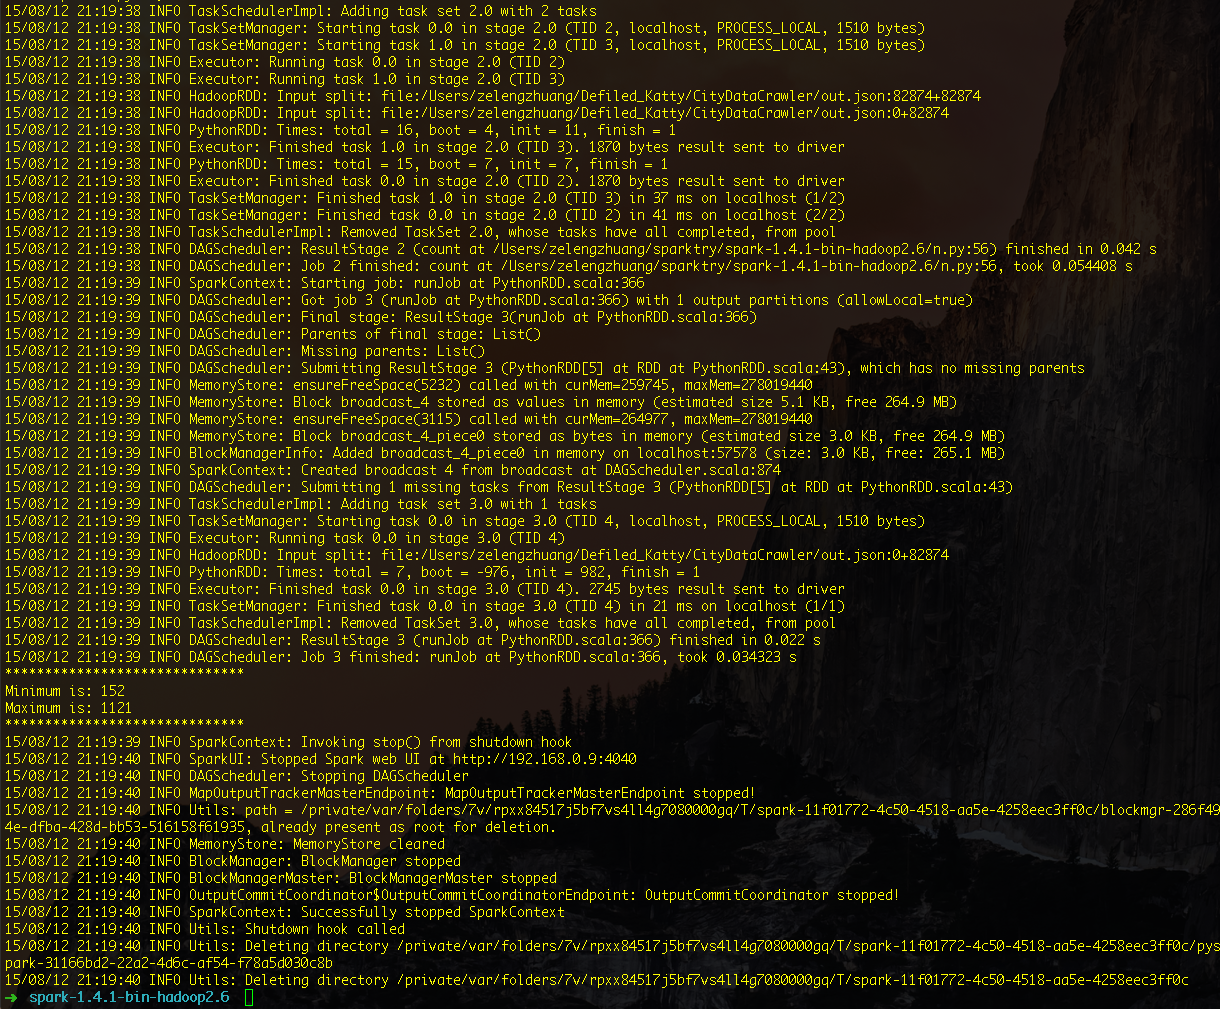 15/08/12 21:19:38 INFO TaskSchedulerImpl: Adding task set 2.0 with 2 tasks
15/08/12 21:19:38 INFO TaskSetManager: Starting task 0.0 in stage 2.0 (TID 2, localhost, PROCESS_LOCAL, 1510 bytes)
15/08/12 21:19:38 INFO TaskSetManager: Starting task 1.0 in stage 2.0 (TID 3, localhost, PROCESS_LOCAL, 1510 bytes)
15/08/12 21:19:38 INFO Executor: Running task 0.0 in stage 2.0 (TID 2)
15/08/12 21:19:38 INFO Executor: Running task 1.0 in stage 2.0 (TID 3)
15/08/12 21:19:38 INFO HadoopRDD: Input split: file:/Users/zelengzhuang/Defiled_Katty/CityDataCrawler/out.json:82874+82874
15/08/12 21:19:38 INFO HadoopRDD: Input split: file:/Users/zelengzhuang/Defiled_Katty/CityDataCrawler/out.json:0+82874
15/08/12 21:19:38 INFO PythonRDD: Times: total = 16, boot = 4, init = 11, finish = 1
15/08/12 21:19:38 INFO Executor: Finished task 1.0 in stage 2.0 (TID 3). 1870 bytes result sent to driver
15/08/12 21:19:38 INFO PythonRDD: Times: total = 15, boot = 7, init = 7, finish = 1
15/08/12 21:19:38 INFO Executor: Finished task 0.0 in stage 2.0 (TID 2). 1870 bytes result sent to driver
15/08/12 21:19:38 INFO TaskSetManager: Finished task 1.0 in stage 2.0 (TID 3) in 37 ms on localhost (1/2)
15/08/12 21:19:38 INFO TaskSetManager: Finished task 0.0 in stage 2.0 (TID 2) in 41 ms on localhost (2/2)
15/08/12 21:19:38 INFO TaskSchedulerImpl: Removed TaskSet 2.0, whose tasks have all completed, from pool
15/08/12 21:19:38 INFO DAGScheduler: ResultStage 2 (count at /Users/zelengzhuang/sparktry/spark-1.4.1-bin-hadoop2.6/n.py:56) finished in 0.042 s
15/08/12 21:19:38 INFO DAGScheduler: Job 2 finished: count at /Users/zelengzhuang/sparktry/spark-1.4.1-bin-hadoop2.6/n.py:56, took 0.054408 s
15/08/12 21:19:39 INFO SparkContext: Starting job: runJob at PythonRDD.scala:366
15/08/12 21:19:39 INFO DAGScheduler: Got job 3 (runJob at PythonRDD.scala:366) with 1 output partitions (allowLocal=true)
15/08/12 21:19:39 INFO DAGScheduler: Final stage: ResultStage 3(runJob at PythonRDD.scala:366)
15/08/12 21:19:39 INFO DAGScheduler: Parents of final stage: List()
15/08/12 21:19:39 INFO DAGScheduler: Missing parents: List()
15/08/12 21:19:39 INFO DAGScheduler: Submitting ResultStage 3 (PythonRDD[5] at RDD at PythonRDD.scala:43), which has no missing parents
15/08/12 21:19:39 INFO MemoryStore: ensureFreeSpace(5232) called with curMem=259745, maxMem=278019440
15/08/12 21:19:39 INFO MemoryStore: Block broadcast_4 stored as values in memory (estimated size 5.1 KB, free 264.9 MB)
15/08/12 21:19:39 INFO MemoryStore: ensureFreeSpace(3115) called with curMem=264977, maxMem=278019440
15/08/12 21:19:39 INFO MemoryStore: Block broadcast_4_piece0 stored as bytes in memory (estimated size 3.0 KB, free 264.9 MB)
15/08/12 21:19:39 INFO BlockManagerInfo: Added broadcast_4_piece0 in memory on localhost:57578 (size: 3.0 KB, free: 265.1 MB)
15/08/12 21:19:39 INFO SparkContext: Created broadcast 4 from broadcast at DAGScheduler.scala:874
15/08/12 21:19:39 INFO DAGScheduler: Submitting 1 missing tasks from ResultStage 3 (PythonRDD[5] at RDD at PythonRDD.scala:43)
15/08/12 21:19:39 INFO TaskSchedulerImpl: Adding task set 3.0 with 1 tasks
15/08/12 21:19:39 INFO TaskSetManager: Starting task 0.0 in stage 3.0 (TID 4, localhost, PROCESS_LOCAL, 1510 bytes)
15/08/12 21:19:39 INFO Executor: Running task 0.0 in stage 3.0 (TID 4)
15/08/12 21:19:39 INFO HadoopRDD: Input split: file:/Users/zelengzhuang/Defiled_Katty/CityDataCrawler/out.json:0+82874
15/08/12 21:19:39 INFO PythonRDD: Times: total = 7, boot = -976, init = 982, finish = 1
15/08/12 21:19:39 INFO Executor: Finished task 0.0 in stage 3.0 (TID 4). 2745 bytes result sent to driver
15/08/12 21:19:39 INFO TaskSetManager: Finished task 0.0 in stage 3.0 (TID 4) in 21 ms on localhost (1/1)
15/08/12 21:19:39 INFO TaskSchedulerImpl: Removed TaskSet 3.0, whose tasks have all completed, from pool
15/08/12 21:19:39 INFO DAGScheduler: ResultStage 3 (runJob at PythonRDD.scala:366) finished in 0.022 s
15/08/12 21:19:39 INFO DAGScheduler: Job 3 finished: runJob at PythonRDD.scala:366, took 0.034323 s
******************************
Minimum is: 152
Maximum is: 1121
******************************
15/08/12 21:19:39 INFO SparkContext: Invoking stop() from shutdown hook
15/08/12 21:19:40 INFO SparkUI: Stopped Spark web UI at http://192.168.0.9:4040
15/08/12 21:19:40 INFO DAGScheduler: Stopping DAGScheduler
15/08/12 21:19:40 INFO MapOutputTrackerMasterEndpoint: MapOutputTrackerMasterEndpoint stopped!
15/08/12 21:19:40 INFO Utils: path = /private/var/folders/7v/rpxx84517j5bf7vs4ll4g7080000gq/T/spark-11f01772-4c50-4518-aa5e-4258eec3ff0c/blockmgr-286f49
4e-dfba-428d-bb53-516158f61935, already present as root for deletion.
15/08/12 21:19:40 INFO MemoryStore: MemoryStore cleared
15/08/12 21:19:40 INFO BlockManager: BlockManager stopped
15/08/12 21:19:40 INFO BlockManagerMaster: BlockManagerMaster stopped
15/08/12 21:19:40 INFO OutputCommitCoordinator$OutputCommitCoordinatorEndpoint: OutputCommitCoordinator stopped!
15/08/12 21:19:40 INFO SparkContext: Successfully stopped SparkContext
15/08/12 21:19:40 INFO Utils: Shutdown hook called
15/08/12 21:19:40 INFO Utils: Deleting directory /private/var/folders/7v/rpxx84517j5bf7vs4ll4g7080000gq/T/spark-11f01772-4c50-4518-aa5e-4258eec3ff0c/pys
park-31166bd2-22a2-4d6c-af54-f78a5d030c8b
15/08/12 21:19:40 INFO Utils: Deleting directory /private/var/folders/7v/rpxx84517j5bf7vs4ll4g7080000gq/T/spark-11f01772-4c50-4518-aa5e-4258eec3ff0c
➜ spark-1.4.1-bin-hadoop2.6